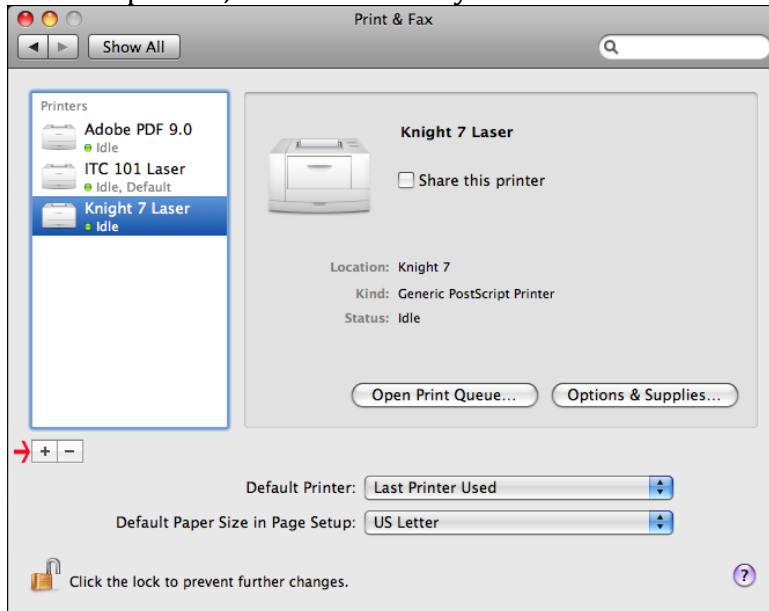 Print & Fax
Show All
Printers
Adobe PDF 9.0
Idle
ITC 101 Laser
Idle, Default
Knight 7 Laser
Idle
Knight 7 Laser
Share this printer
Location: Knight 7
Kind: Generic PostScript Printer
Status: Idle
Open Print Queue... Options & Supplies...
+ −
Default Printer: Last Printer Used
Default Paper Size in Page Setup: US Letter
Click the lock to prevent further changes.
?